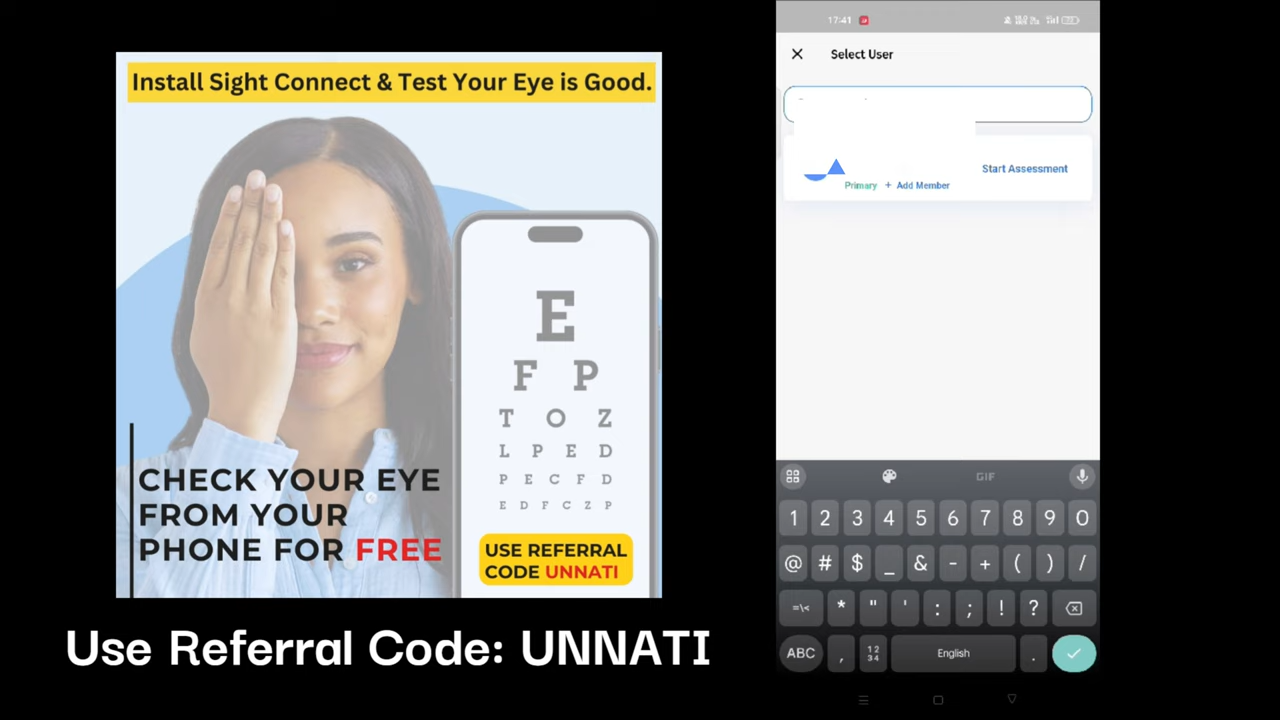 Install Sight Connect & Test Your Eye is Good.
E
F P
T O Z
L P E D
P E C F D
E D F C Z P
CHECK YOUR EYE
FROM YOUR
PHONE FOR FREE
USE REFERRAL
CODE UNNATI
Use Referral Code: UNNATI
17:41
Select User
Start Assessment
Primary + Add Member
GIF
1 2 3 4 5 6 7 8 9 0
@ # $ _ & - + ( ) /
=\< * " ' : ; ! ?
ABC , 12 34 English .